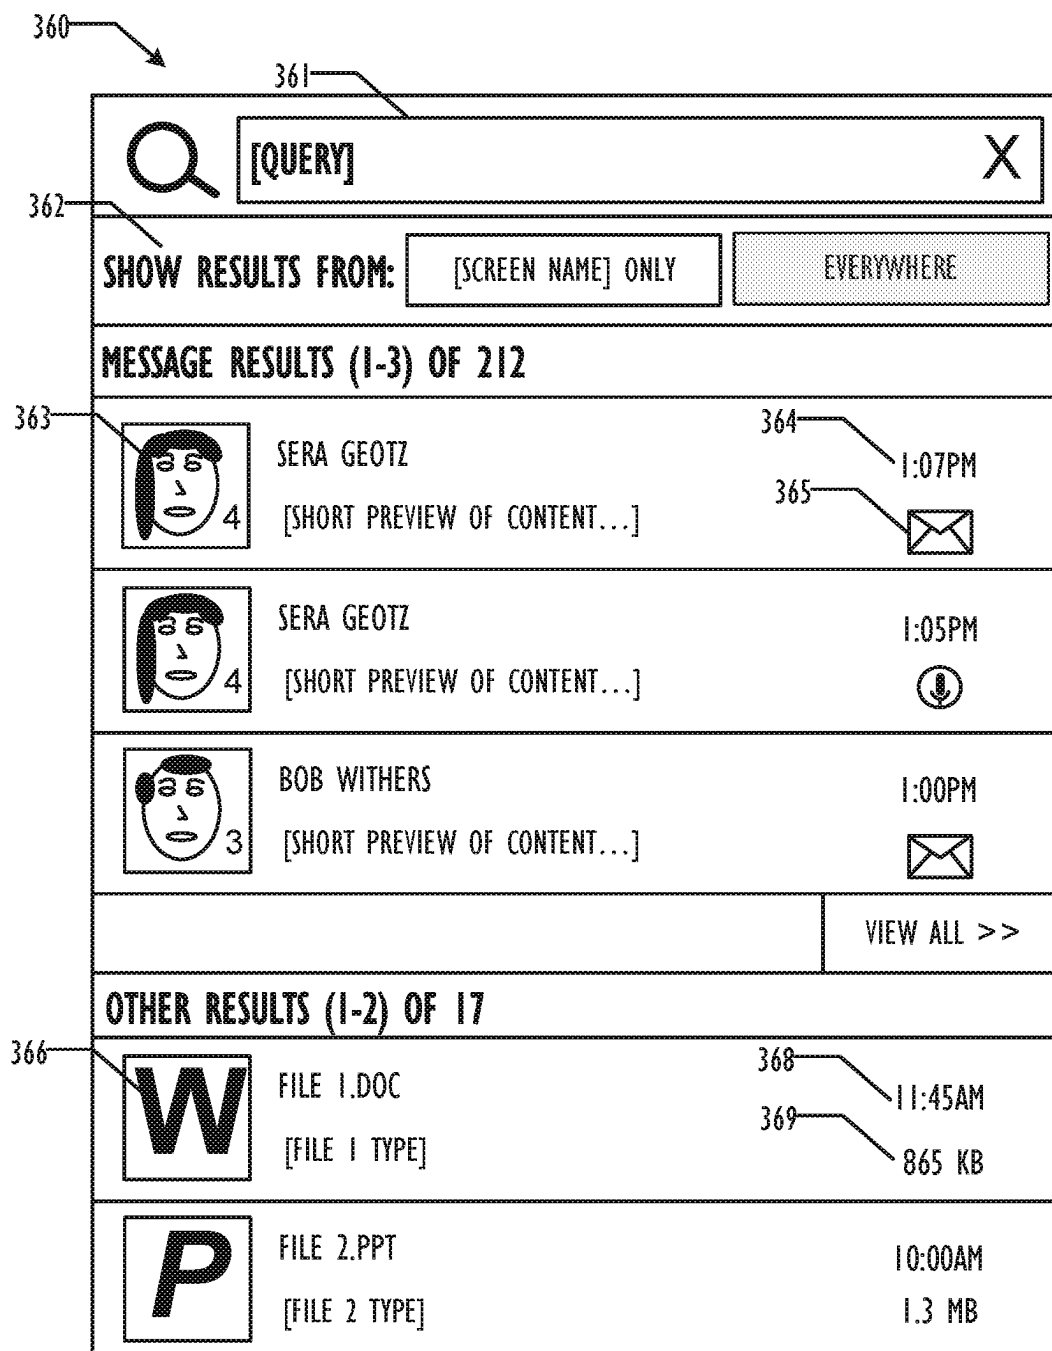 360
361
[QUERY] X
362
SHOW RESULTS FROM: [SCREEN NAME] ONLY EVERYWHERE
MESSAGE RESULTS (1-3) OF 212
363 364
SERA GEOTZ 1:07PM
365
4 [SHORT PREVIEW OF CONTENT...]
SERA GEOTZ 1:05PM
4 [SHORT PREVIEW OF CONTENT...]
BOB WITHERS 1:00PM
3 [SHORT PREVIEW OF CONTENT...]
VIEW ALL >>
OTHER RESULTS (1-2) OF 17
366 368
W FILE 1.DOC 11:45AM
369
[FILE 1 TYPE] 865 KB
P FILE 2.PPT 10:00AM
[FILE 2 TYPE] 1.3 MB